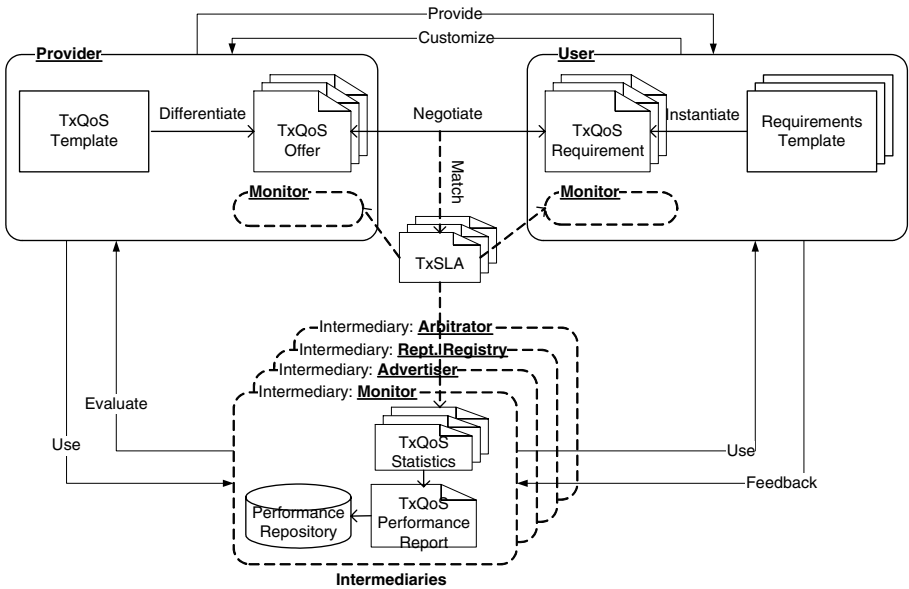 Provide
Customize
Provider
User
TxQoS
Template
Differentiate
TxQoS
Offer
Negotiate
TxQoS
Requirement
Instantiate
Requirements
Template
Match
Monitor
Monitor
TxSLA
Intermediary: Arbitrator
Intermediary: Rept. Registry
Intermediary: Advertiser
Intermediary: Monitor
Evaluate
Use
TxQoS
Statistics
Use
Feedback
Performance
Repository
TxQoS
Performance
Report
Intermediaries